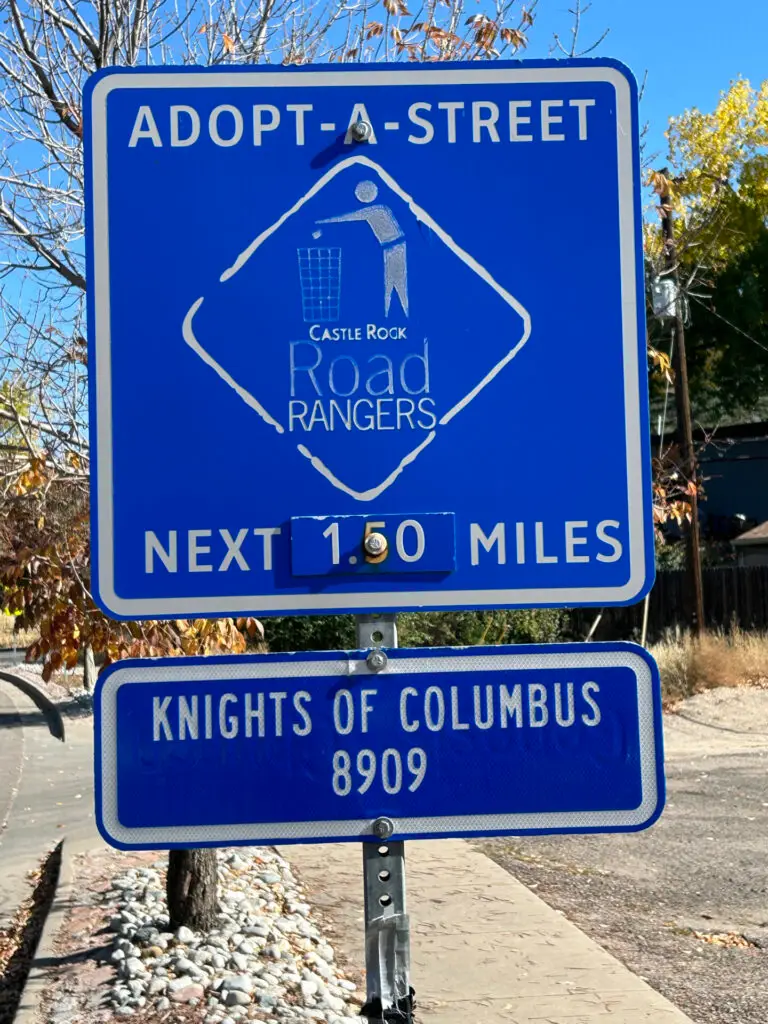 ADOPT-A-STREET
CASTLE ROCK
Road
RANGERS
NEXT 1.50 MILES
KNIGHTS OF COLUMBUS
8909